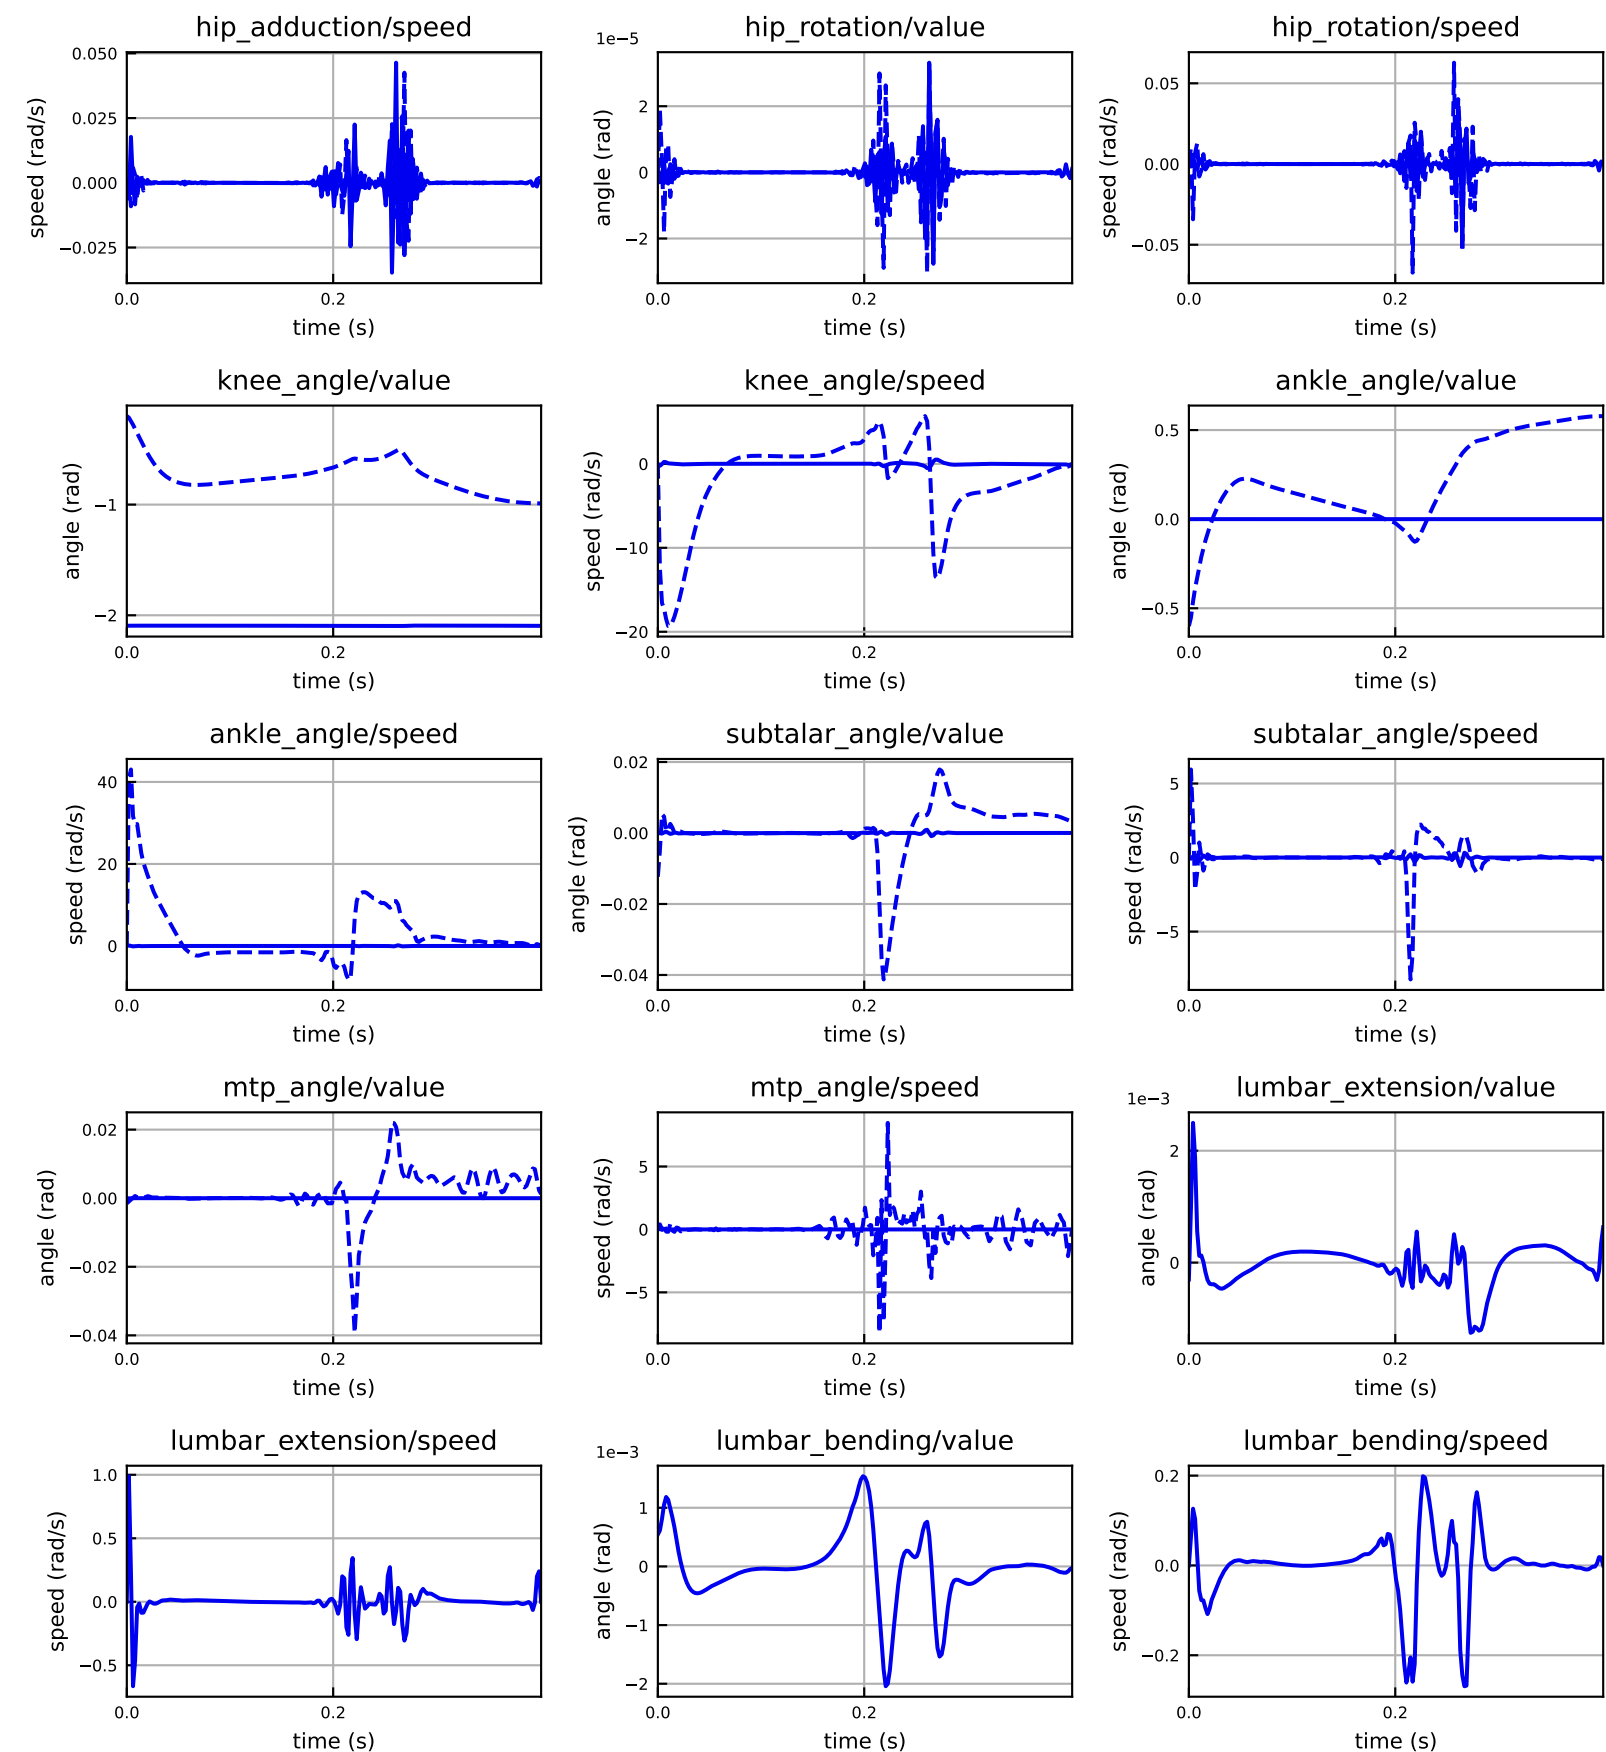 hip_adduction/speed
speed (rad/s)
0.050
0.025
0.000
−0.025
0.0
0.2
time (s)
hip_rotation/value
1e−5
angle (rad)
2
0
−2
0.0
0.2
time (s)
hip_rotation/speed
speed (rad/s)
0.05
0.00
−0.05
0.0
0.2
time (s)
knee_angle/value
angle (rad)
−1
−2
0.0
0.2
time (s)
knee_angle/speed
speed (rad/s)
0
−10
−20
0.0
0.2
time (s)
ankle_angle/value
angle (rad)
0.5
0.0
−0.5
0.0
0.2
time (s)
ankle_angle/speed
speed (rad/s)
40
20
0
0.0
0.2
time (s)
subtalar_angle/value
angle (rad)
0.02
0.00
−0.02
−0.04
0.0
0.2
time (s)
subtalar_angle/speed
speed (rad/s)
5
0
−5
0.0
0.2
time (s)
mtp_angle/value
angle (rad)
0.02
0.00
−0.02
−0.04
0.0
0.2
time (s)
mtp_angle/speed
speed (rad/s)
5
0
−5
0.0
0.2
time (s)
lumbar_extension/value
1e−3
angle (rad)
2
0
0.0
0.2
time (s)
lumbar_extension/speed
speed (rad/s)
1.0
0.5
0.0
−0.5
0.0
0.2
time (s)
lumbar_bending/value
1e−3
angle (rad)
1
0
−1
−2
0.0
0.2
time (s)
lumbar_bending/speed
speed (rad/s)
0.2
0.0
−0.2
0.0
0.2
time (s)